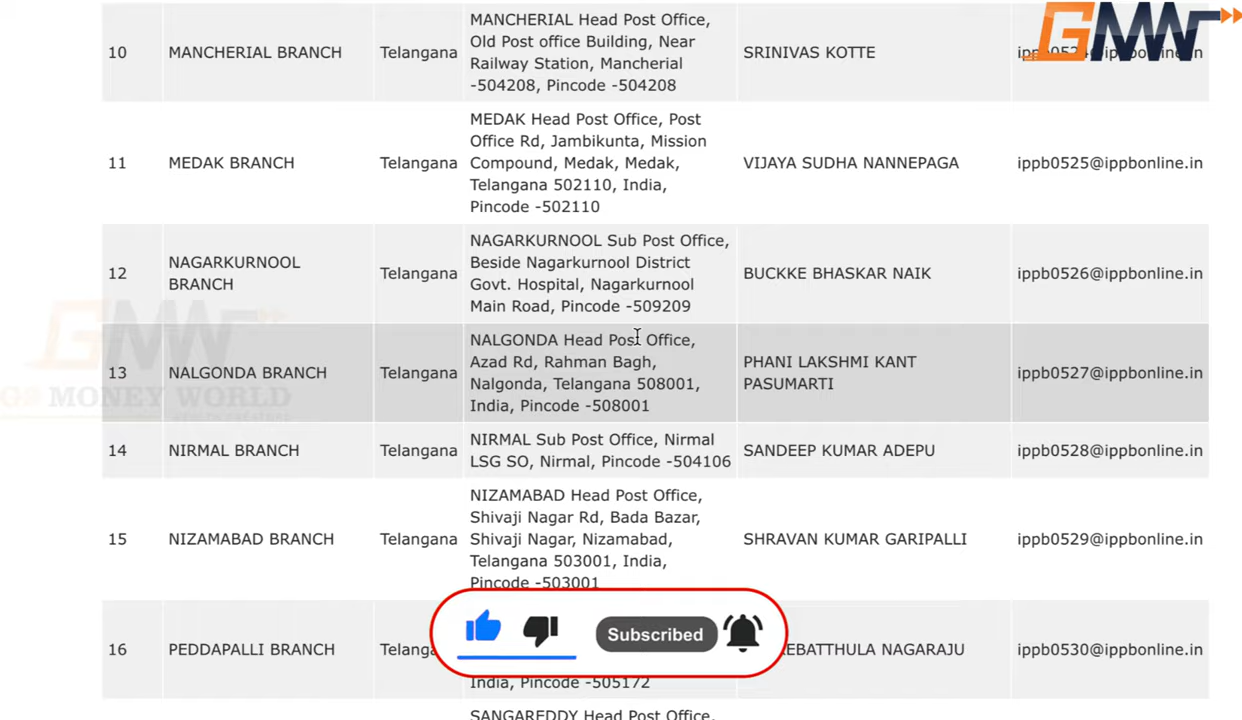 GMW
10 MANCHERIAL BRANCH Telangana MANCHERIAL Head Post Office,
Old Post office Building, Near
Railway Station, Mancherial
-504208, Pincode -504208 SRINIVAS KOTTE
11 MEDAK BRANCH Telangana MEDAK Head Post Office, Post
Office Rd, Jambikunta, Mission
Compound, Medak, Medak,
Telangana 502110, India,
Pincode -502110 VIJAYA SUDHA NANNEPAGA ippb0525@ippbonline.in
12 NAGARKURNOOL
BRANCH Telangana NAGARKURNOOL Sub Post Office,
Beside Nagarkurnool District
Govt. Hospital, Nagarkurnool
Main Road, Pincode -509209 BUCKKE BHASKAR NAIK ippb0526@ippbonline.in
13 NALGONDA BRANCH Telangana NALGONDA Head Post Office,
Azad Rd, Rahman Bagh,
Nalgonda, Telangana 508001,
India, Pincode -508001 PHANI LAKSHMI KANT
PASUMARTI ippb0527@ippbonline.in
GMW
GO MONEY WORLD
14 NIRMAL BRANCH Telangana NIRMAL Sub Post Office, Nirmal
LSG SO, Nirmal, Pincode -504106 SANDEEP KUMAR ADEPU ippb0528@ippbonline.in
15 NIZAMABAD BRANCH Telangana NIZAMABAD Head Post Office,
Shivaji Nagar Rd, Bada Bazar,
Shivaji Nagar, Nizamabad,
Telangana 503001, India,
Pincode -503001 SHRAVAN KUMAR GARIPALLI ippb0529@ippbonline.in
16 PEDDAPALLI BRANCH NAGARAJU ippb0530@ippbonline.in
Subscribed
India, Pincode -505172
SANGAREDDY Head Post Office,